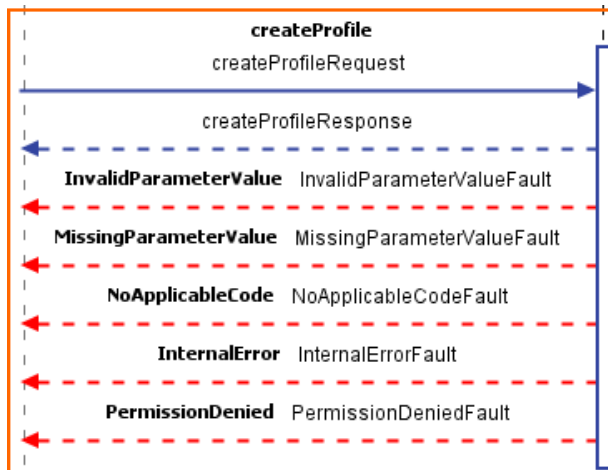 createProfile
createProfileRequest
createProfileResponse
InvalidParameterValue InvalidParameterValueFault
MissingParameterValue MissingParameterValueFault
NoApplicableCode NoApplicableCodeFault
InternalError InternalErrorFault
PermissionDenied PermissionDeniedFault